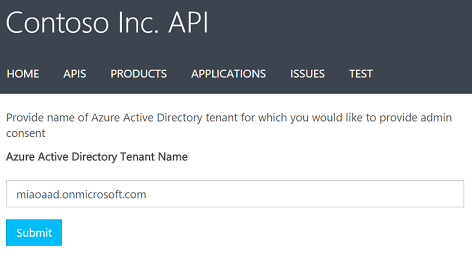 Contoso Inc. API
HOME APIS PRODUCTS APPLICATIONS ISSUES TEST
Provide name of Azure Active Directory tenant for which you would like to provide admin
consent
Azure Active Directory Tenant Name
miaoaad.onmicrosoft.com
Submit